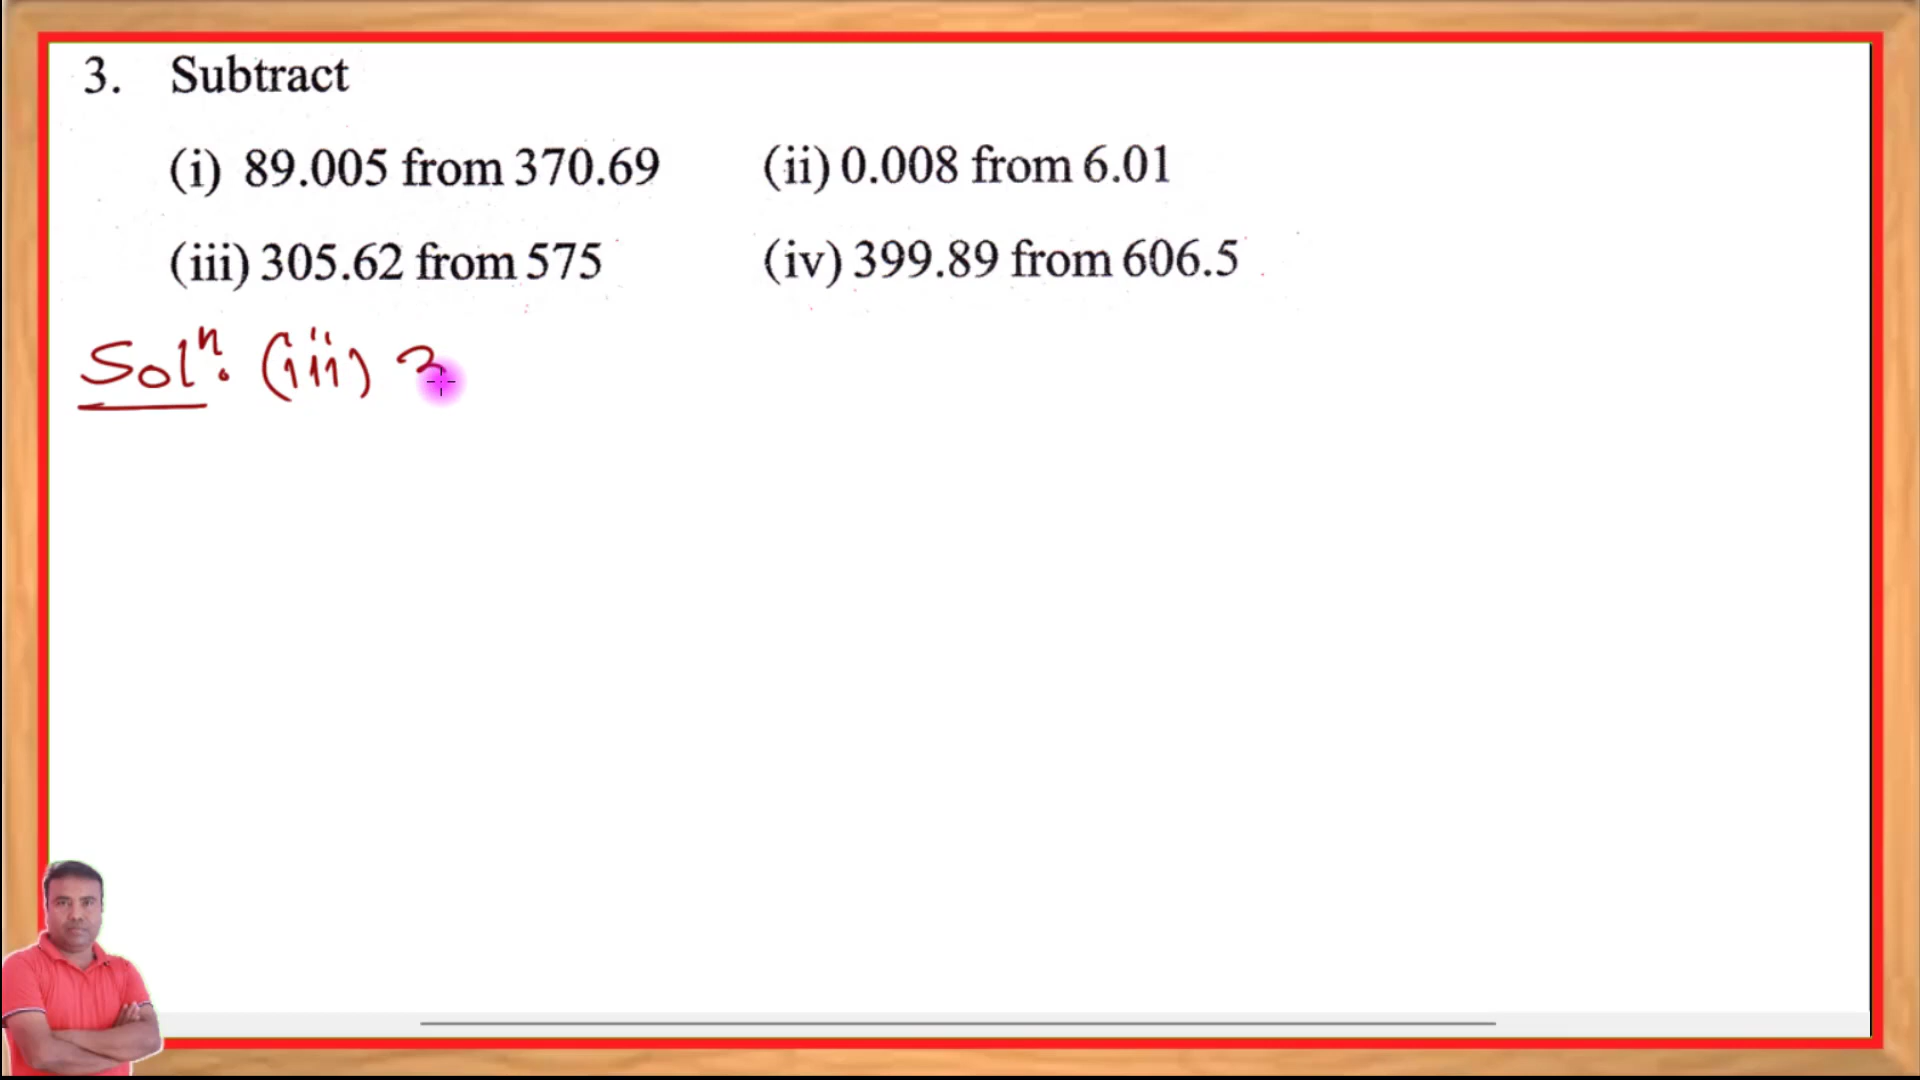 3. Subtract
(i) 89.005 from 370.69 (ii) 0.008 from 6.01
(iii) 305.62 from 575 (iv) 399.89 from 606.5
Solⁿ: (iii)